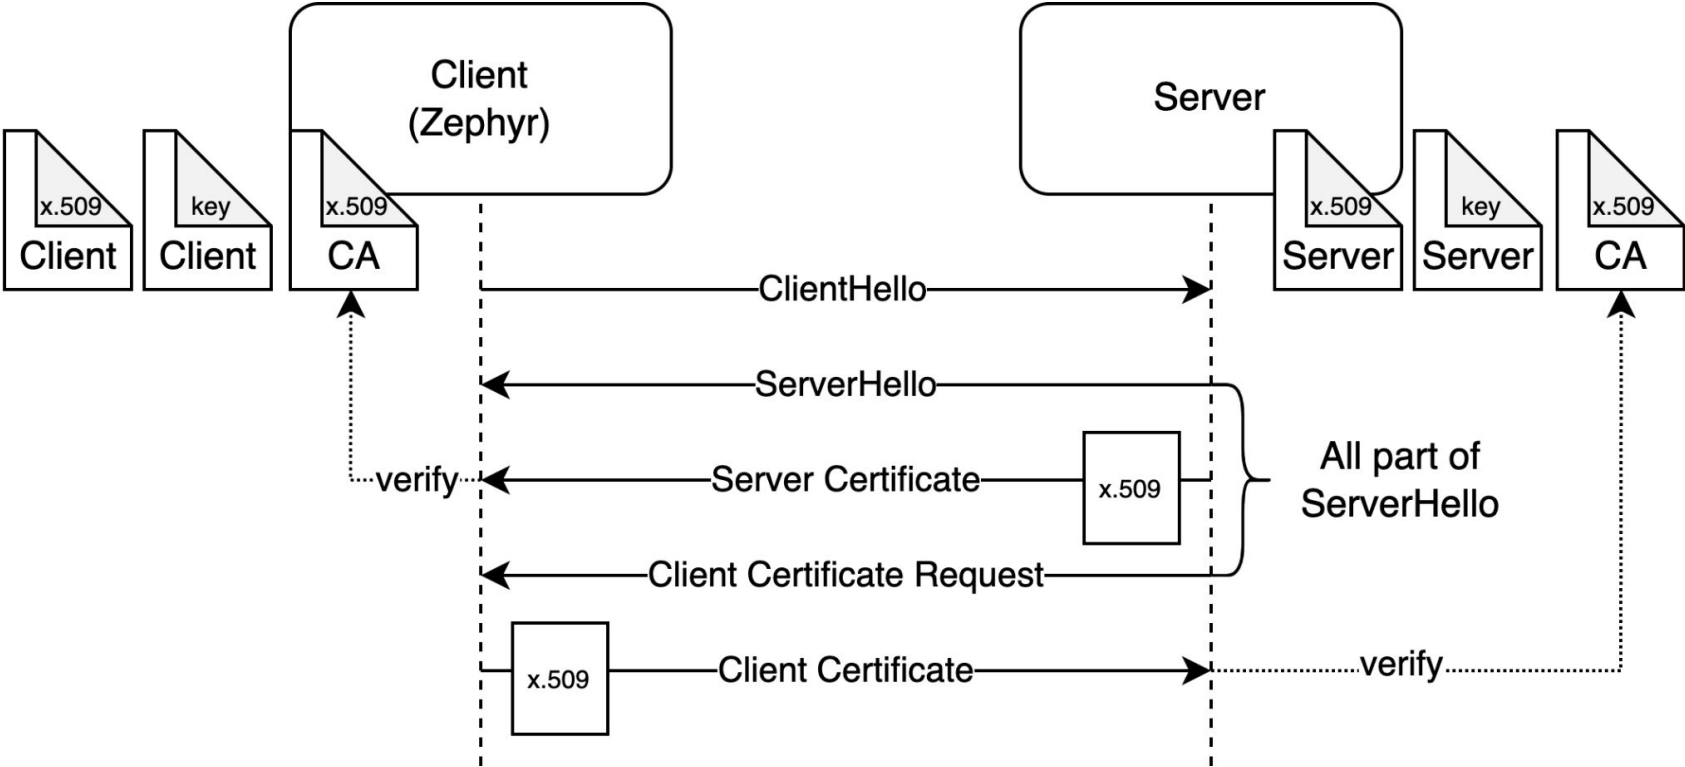 Client
(Zephyr)
Server
x.509
Client
key
Client
x.509
CA
x.509
Server
key
Server
x.509
CA
ClientHello
ServerHello
verify
Server Certificate
x.509
All part of
ServerHello
Client Certificate Request
x.509
Client Certificate
verify